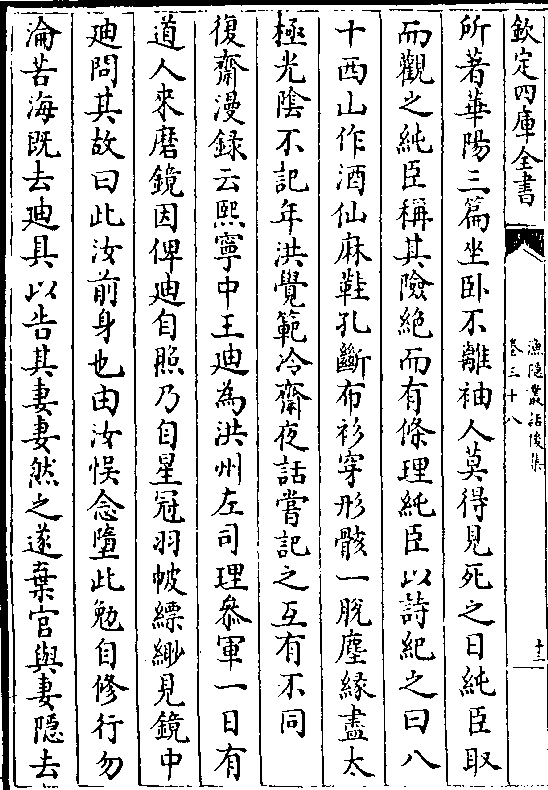 欽定四庫全書
漁隱叢話後集
卷三十八
十三
所著華陽三篇坐卧不離袖人莫得見死之日純臣取
而觀之純臣稱其險絶而有條理純臣以詩紀之曰八
十西山作酒仙麻鞋孔斷布衫穿形骸一脱塵緣盡太
極光陰不記年洪覺範冷齋夜話嘗記之互有不同
復齋漫録云熙寧中王廸為洪州左司理叅軍一日有
道人來磨鏡因俾廸自照乃自星冠羽帔縹緲見鏡中
廸問其故曰此汝前身也由汝悞念墮此勉自修行勿
淪苦海既去廸具以告其妻妻然之遂棄官與妻隠去